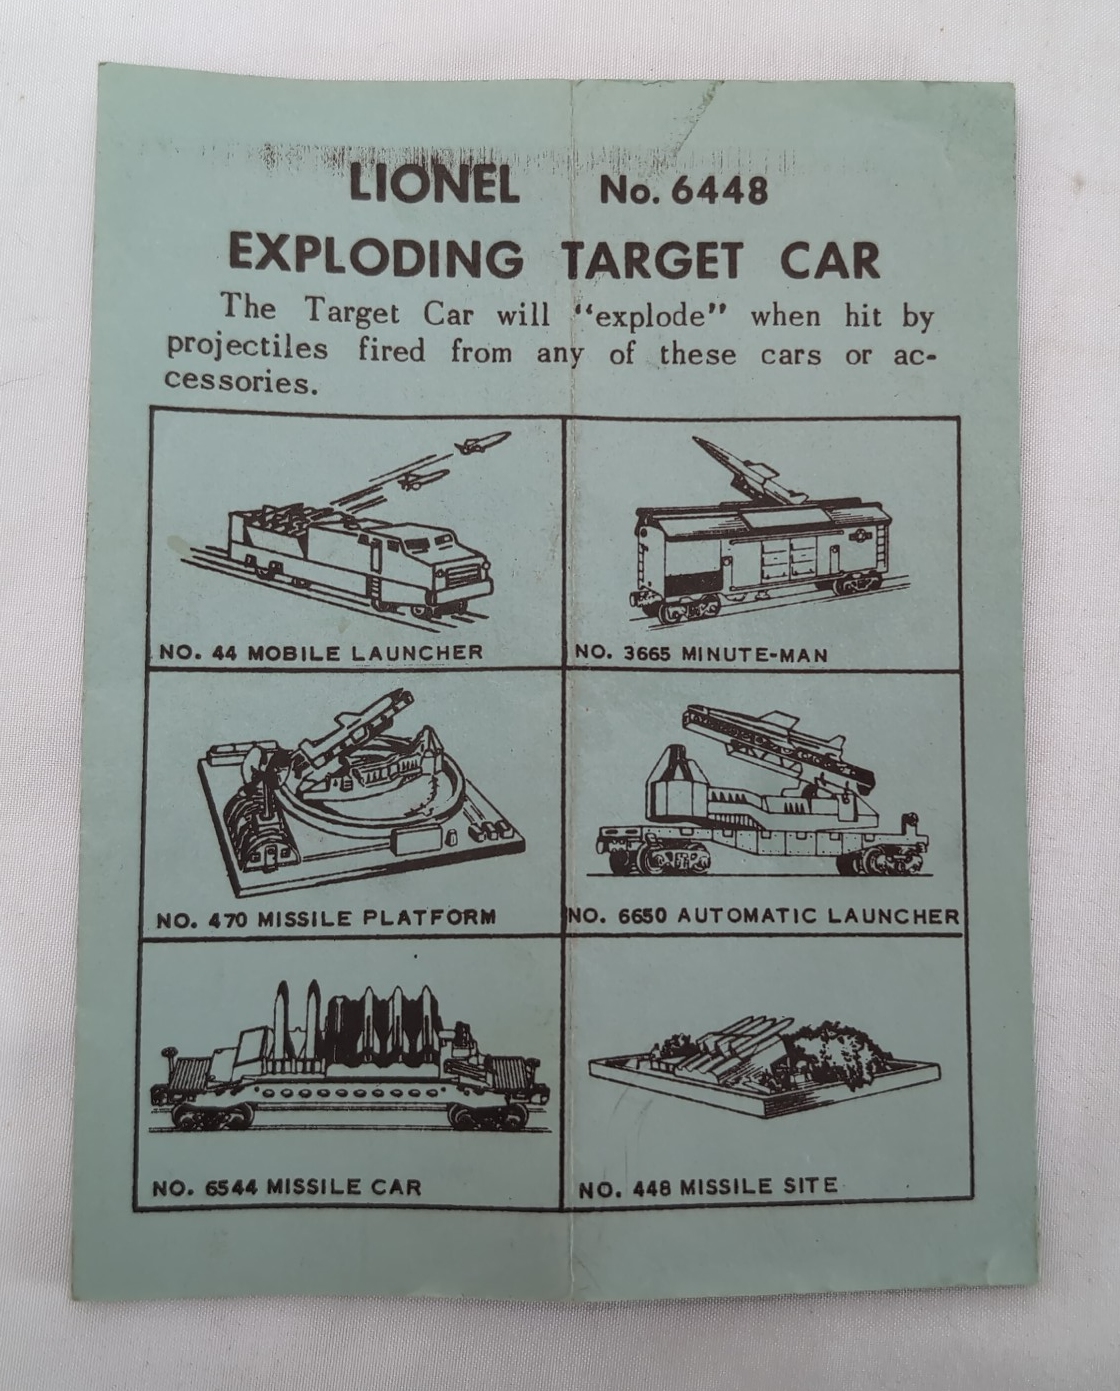 LIONEL No. 6448
EXPLODING TARGET CAR
The Target Car will “explode” when hit by
projectiles fired from any of these cars or ac-
cessories.
NO. 44 MOBILE LAUNCHER
NO. 3665 MINUTE-MAN
NO. 470 MISSILE PLATFORM
NO. 6650 AUTOMATIC LAUNCHER
NO. 6544 MISSILE CAR
NO. 448 MISSILE SITE